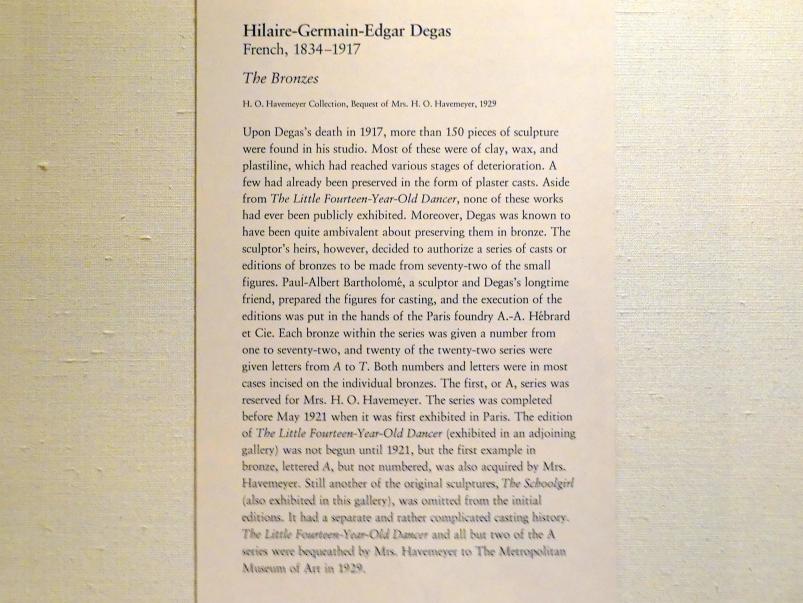 Hilaire-Germain-Edgar Degas
French, 1834–1917
The Bronzes
H. O. Havemeyer Collection, Bequest of Mrs. H. O. Havemeyer, 1929
Upon Degas's death in 1917, more than 150 pieces of sculpture
were found in his studio. Most of these were of clay, wax, and
plastiline, which had reached various stages of deterioration. A
few had already been preserved in the form of plaster casts. Aside
from The Little Fourteen-Year-Old Dancer, none of these works
had ever been publicly exhibited. Moreover, Degas was known to
have been quite ambivalent about preserving them in bronze. The
sculptor's heirs, however, decided to authorize a series of casts or
editions of bronzes to be made from seventy-two of the small
figures. Paul-Albert Bartholomé, a sculptor and Degas's longtime
friend, prepared the figures for casting, and the execution of the
editions was put in the hands of the Paris foundry A.-A. Hébrard
et Cie. Each bronze within the series was given a number from
one to seventy-two, and twenty of the twenty-two series were
given letters from A to T. Both numbers and letters were in most
cases incised on the individual bronzes. The first, or A, series was
reserved for Mrs. H. O. Havemeyer. The series was completed
before May 1921 when it was first exhibited in Paris. The edition
of The Little Fourteen-Year-Old Dancer (exhibited in an adjoining
gallery) was not begun until 1921, but the first example in
bronze, lettered A, but not numbered, was also acquired by Mrs.
Havemeyer. Still another of the original sculptures, The Schoolgirl
(also exhibited in this gallery), was omitted from the initial
editions. It had a separate and rather complicated casting history.
The Little Fourteen-Year-Old Dancer and all but two of the A
series were bequeathed by Mrs. Havemeyer to The Metropolitan
Museum of Art in 1929.